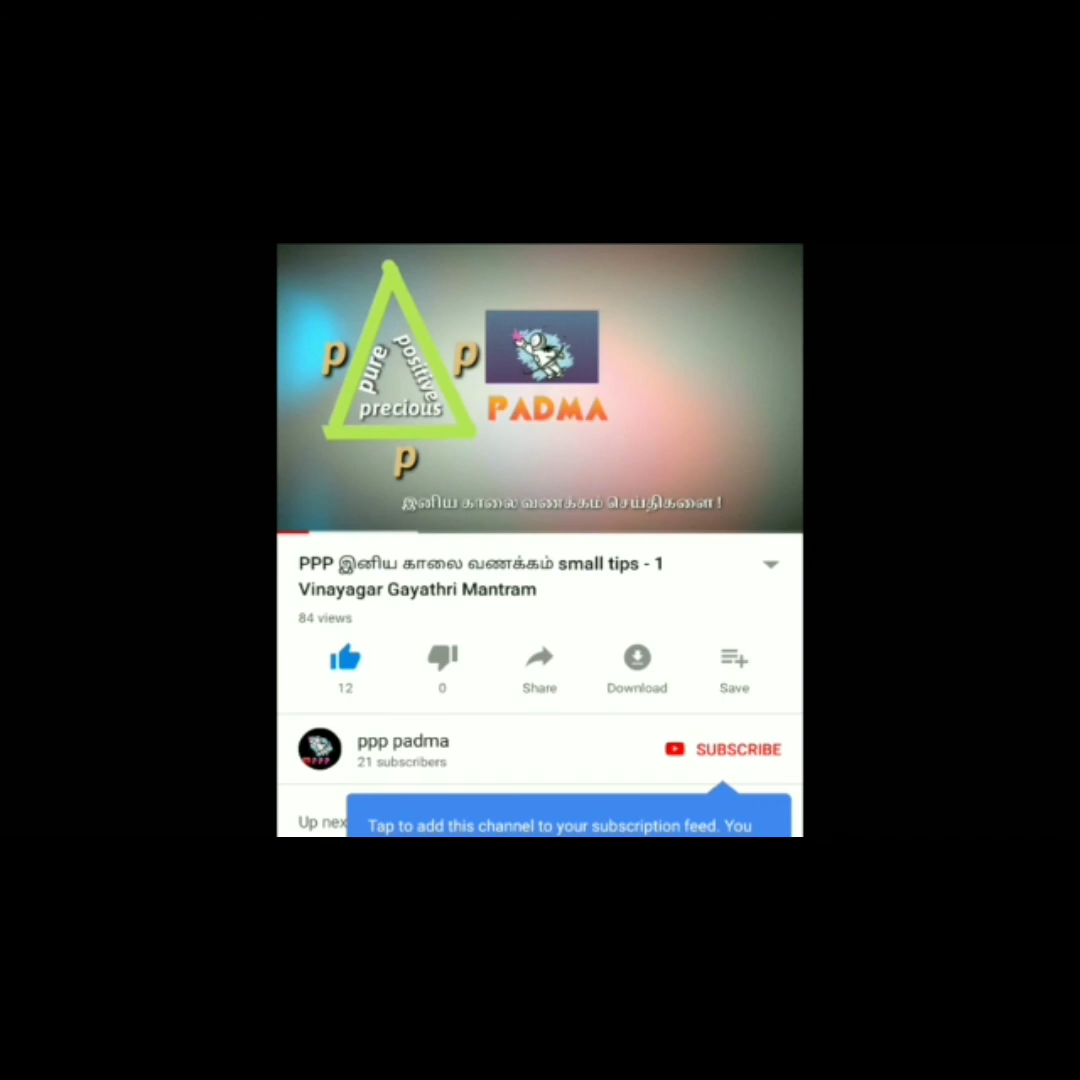 p
p
pure
positive
precious
PADMA
p
இனிய காலை வணக்கம் செய்திகளை !
PPP இனிய காலை வணக்கம் small tips - 1
Vinayagar Gayathri Mantram
84 views
12
0
Share
Download
Save
ppp padma
21 subscribers
SUBSCRIBE
Up nex
Tap to add this channel to your subscription feed. You